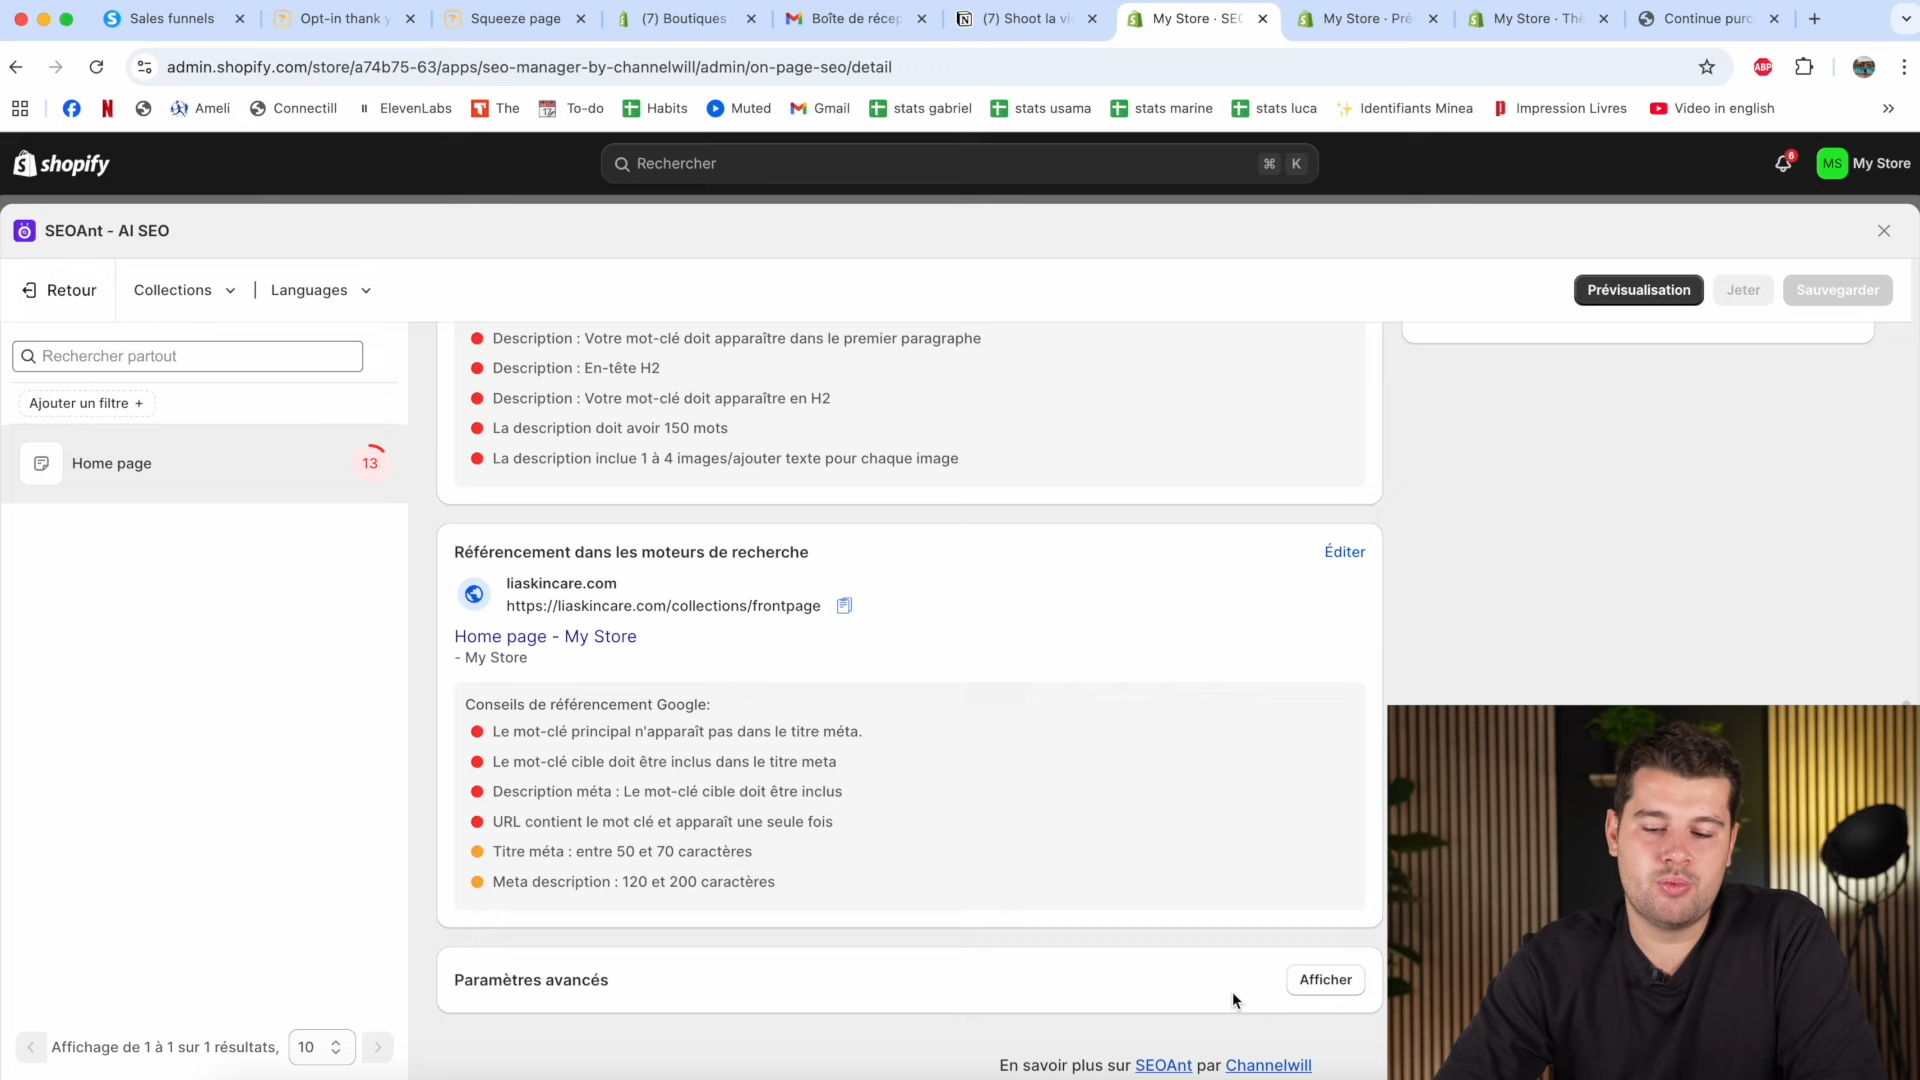 Sales funnels
Opt-in thank y
Squeeze page
(7) Boutiques
Boîte de récep
(7) Shoot la vi
My Store · SEO
My Store · Pré
My Store · Thè
Continue purc
admin.shopify.com/store/a74b75-63/apps/seo-manager-by-channelwill/admin/on-page-seo/detail
ABP
Ameli
Connectill
ElevenLabs
The
To-do
Habits
Muted
Gmail
stats gabriel
stats usama
stats marine
stats luca
Identifiants Minea
Impression Livres
Video in english
shopify
Rechercher
⌘ K
6
MS
My Store
SEOAnt - AI SEO
Retour
Collections
| Languages
Prévisualisation
Jeter
Sauvegarder
Rechercher partout
Ajouter un filtre +
Home page
13
Description : Votre mot-clé doit apparaître dans le premier paragraphe
Description : En-tête H2
Description : Votre mot-clé doit apparaître en H2
La description doit avoir 150 mots
La description inclue 1 à 4 images/ajouter texte pour chaque image
Référencement dans les moteurs de recherche
Éditer
liaskincare.com
https://liaskincare.com/collections/frontpage
Home page - My Store
- My Store
Conseils de référencement Google:
Le mot-clé principal n'apparaît pas dans le titre méta.
Le mot-clé cible doit être inclus dans le titre meta
Description méta : Le mot-clé cible doit être inclus
URL contient le mot clé et apparaît une seule fois
Titre méta : entre 50 et 70 caractères
Meta description : 120 et 200 caractères
Paramètres avancés
Afficher
Affichage de 1 à 1 sur 1 résultats,
10
En savoir plus sur SEOAnt par Channelwill